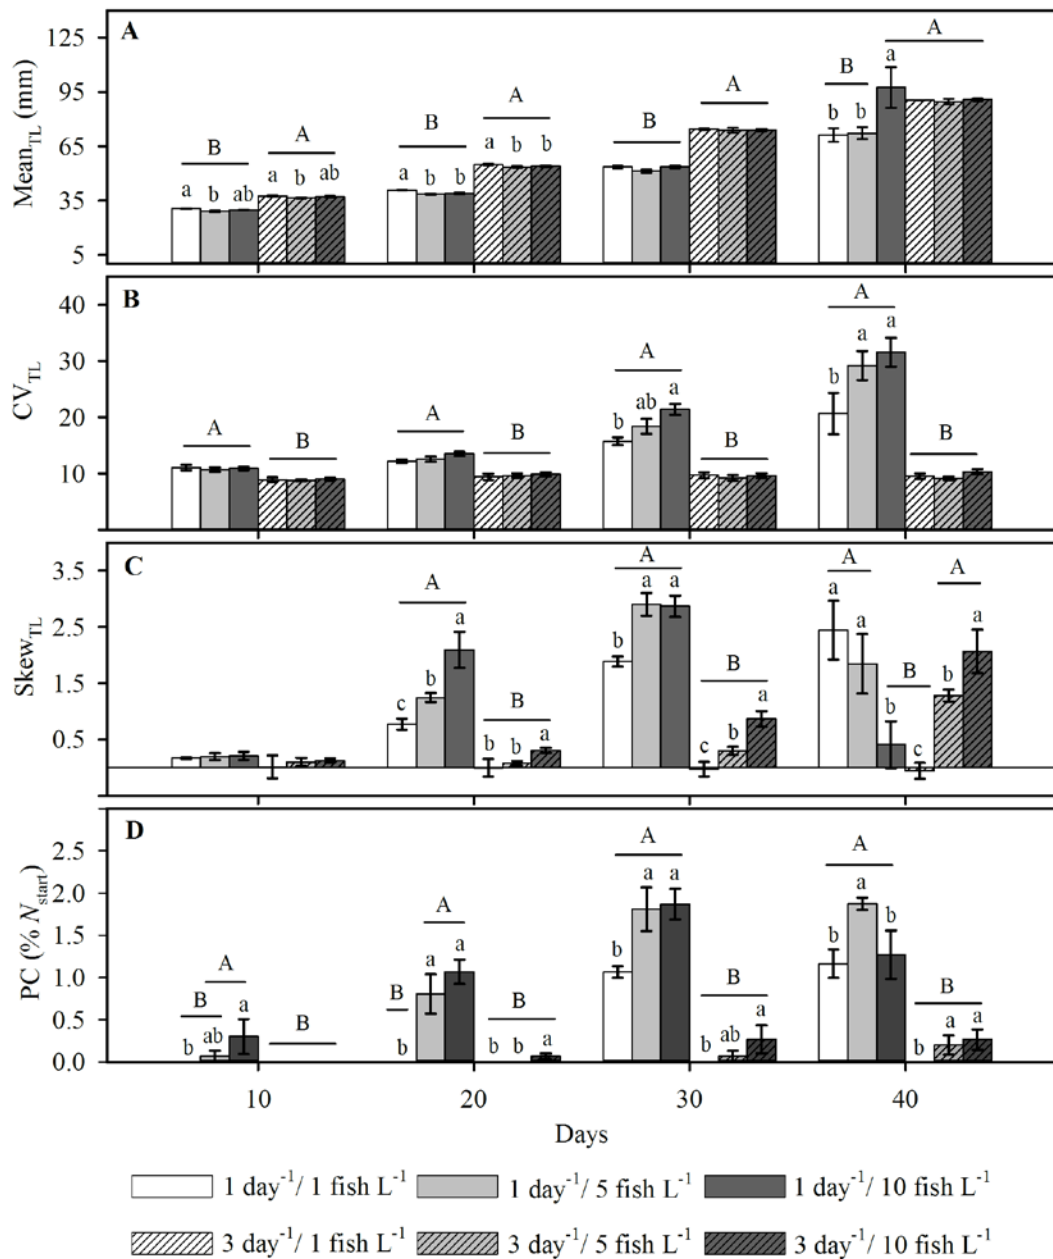 A
Mean_TL (mm)
125
95
65
35
5
B
a b ab
A
a b ab
B
a b b
A
a b b
B
A
B
b b
A
a
B
CV_TL
40
30
20
10
A
B
A
B
A
b ab a
B
A
b a a
B
C
Skew_TL
3.5
2.5
1.5
0.5
A
c b a
B
b b a
A
b a a
B
c b a
A
a a
B
b c
A
b a
D
PC (% N_start)
2.5
2.0
1.5
1.0
0.5
0.0
B
b ab
A
a
B
B
b
A
a a
B
b b a
A
b a a
B
b ab a
A
b a b
B
b a a
10 20 30 40
Days
1 day⁻¹/ 1 fish L⁻¹ 1 day⁻¹/ 5 fish L⁻¹ 1 day⁻¹/ 10 fish L⁻¹
3 day⁻¹/ 1 fish L⁻¹ 3 day⁻¹/ 5 fish L⁻¹ 3 day⁻¹/ 10 fish L⁻¹